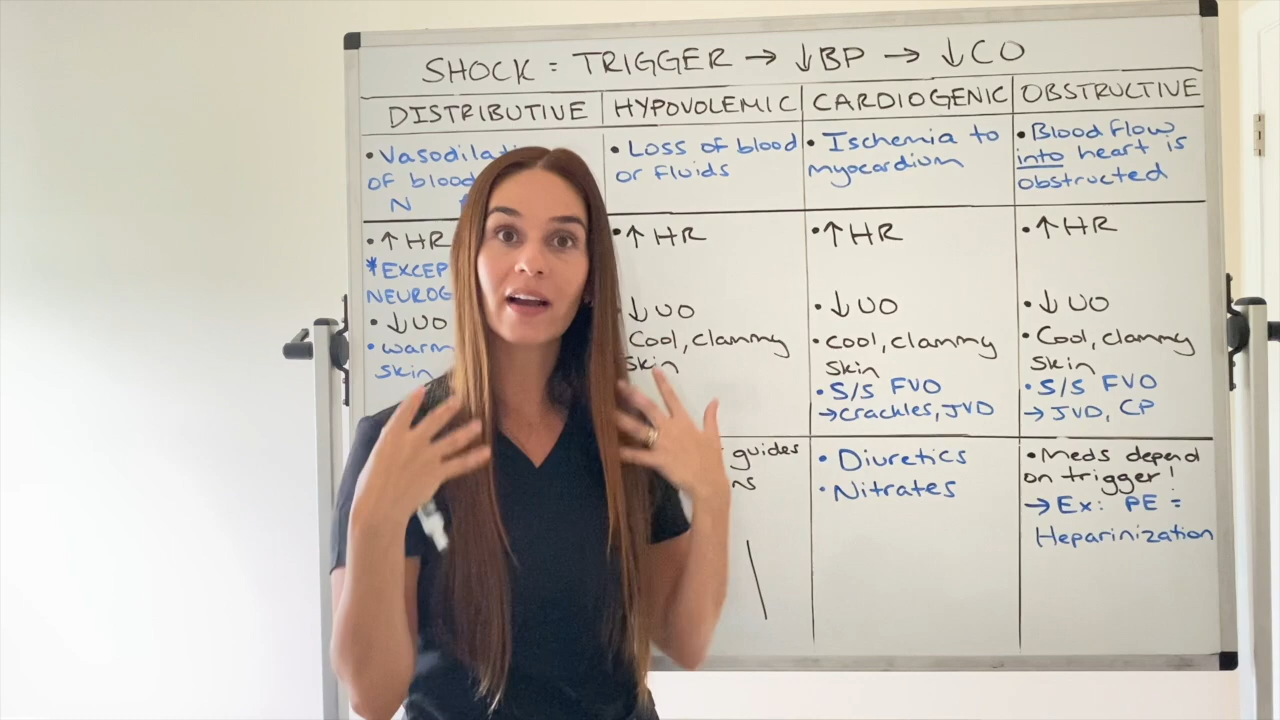 SHOCK = TRIGGER → ↓BP → ↓CO
DISTRIBUTIVE
HYPOVOLEMIC
CARDIOGENIC
OBSTRUCTIVE
of blood
N
• Loss of blood
or fluids
• Ischemia to
myocardium
• Blood flow
into heart is
obstructed
• ↑ HR
↓ UO
• warm
skin
• ↑ HR
↓ UO
Cool, clammy
skin
• ↑ HR
• ↓ UO
• cool, clammy
skin
• S/S FVO
→ crackles, JVD
• ↑ HR
• ↓ UO
• Cool, clammy
skin
• S/S FVO
→ JVD, CP
guides
• Diuretics
• Nitrates
• Meds depend
on trigger!
→ Ex: PE =
Heparinization